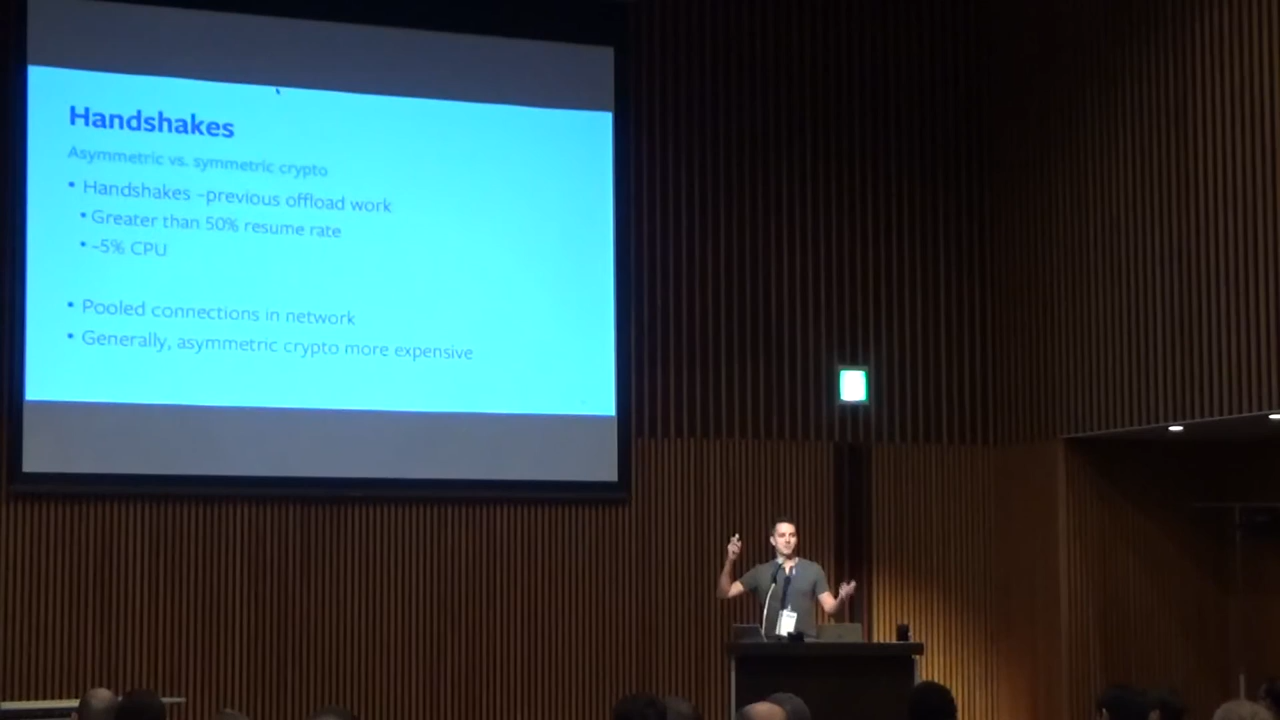 Handshakes
Asymmetric vs. symmetric crypto
• Handshakes –previous offload work
• Greater than 50% resume rate
• ~5% CPU
• Pooled connections in network
• Generally, asymmetric crypto more expensive